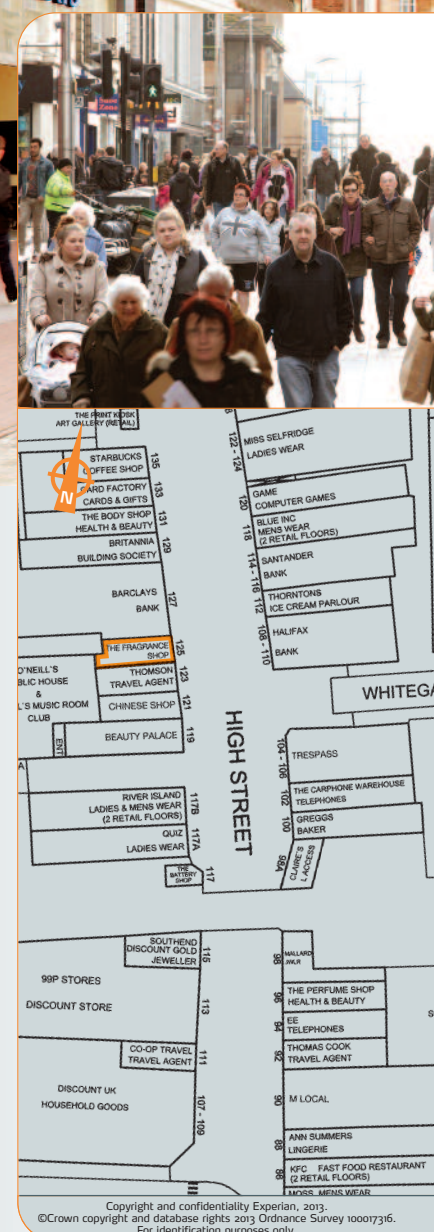 THE PRINT KIOSK
ART GALLERY (RETAIL)
STARBUCKS
COFFEE SHOP
135
CARD FACTORY
CARDS & GIFTS
133
THE BODY SHOP
HEALTH & BEAUTY
131
BRITANNIA
BUILDING SOCIETY
129
BARCLAYS
BANK
127
THE FRAGRANCE
SHOP
125
THOMSON
TRAVEL AGENT
123
CHINESE SHOP
121
BEAUTY PALACE
119
O'NEILL'S
BLIC HOUSE
&
L'S MUSIC ROOM
CLUB
ENT
A
RIVER ISLAND
LADIES & MENS WEAR
(2 RETAIL FLOORS)
117B
QUIZ
LADIES WEAR
117A
THE
BATTERY
SHOP
117
N
122 - 124
MISS SELFRIDGE
LADIES WEAR
120
GAME
COMPUTER GAMES
118
BLUE INC
MENS WEAR
(2 RETAIL FLOORS)
114 - 116
SANTANDER
BANK
112
THORNTONS
ICE CREAM PARLOUR
108 - 110
HALIFAX
BANK
WHITEGA
HIGH STREET
104 - 106
TRESPASS
102
THE CARPHONE WAREHOUSE
TELEPHONES
100
GREGGS
BAKER
98A
CLAIRE'S
L ACCESS
SOUTHEND
DISCOUNT GOLD
JEWELLER
115
99P STORES
DISCOUNT STORE
113
CO-OP TRAVEL
TRAVEL AGENT
111
DISCOUNT UK
HOUSEHOLD GOODS
107 - 109
98
MALLARD
JWLR
96
THE PERFUME SHOP
HEALTH & BEAUTY
94
EE
TELEPHONES
92
THOMAS COOK
TRAVEL AGENT
90
M LOCAL
88
ANN SUMMERS
LINGERIE
KFC FAST FOOD RESTAURANT
(2 RETAIL FLOORS)
MOSS MENS WEAR
S
Copyright and confidentiality Experian, 2013.
©Crown copyright and database rights 2013 Ordnance Survey 100017316.
For identification purposes only